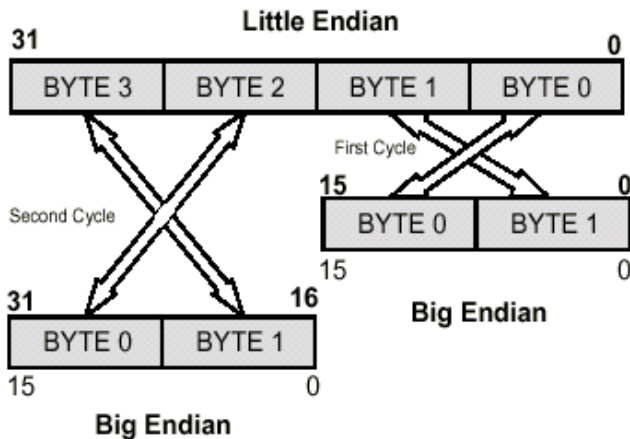 Little Endian
31 0
BYTE 3 BYTE 2 BYTE 1 BYTE 0
First Cycle
15 0
BYTE 0 BYTE 1
15 0
Big Endian
Second Cycle
31 16
BYTE 0 BYTE 1
15 0
Big Endian